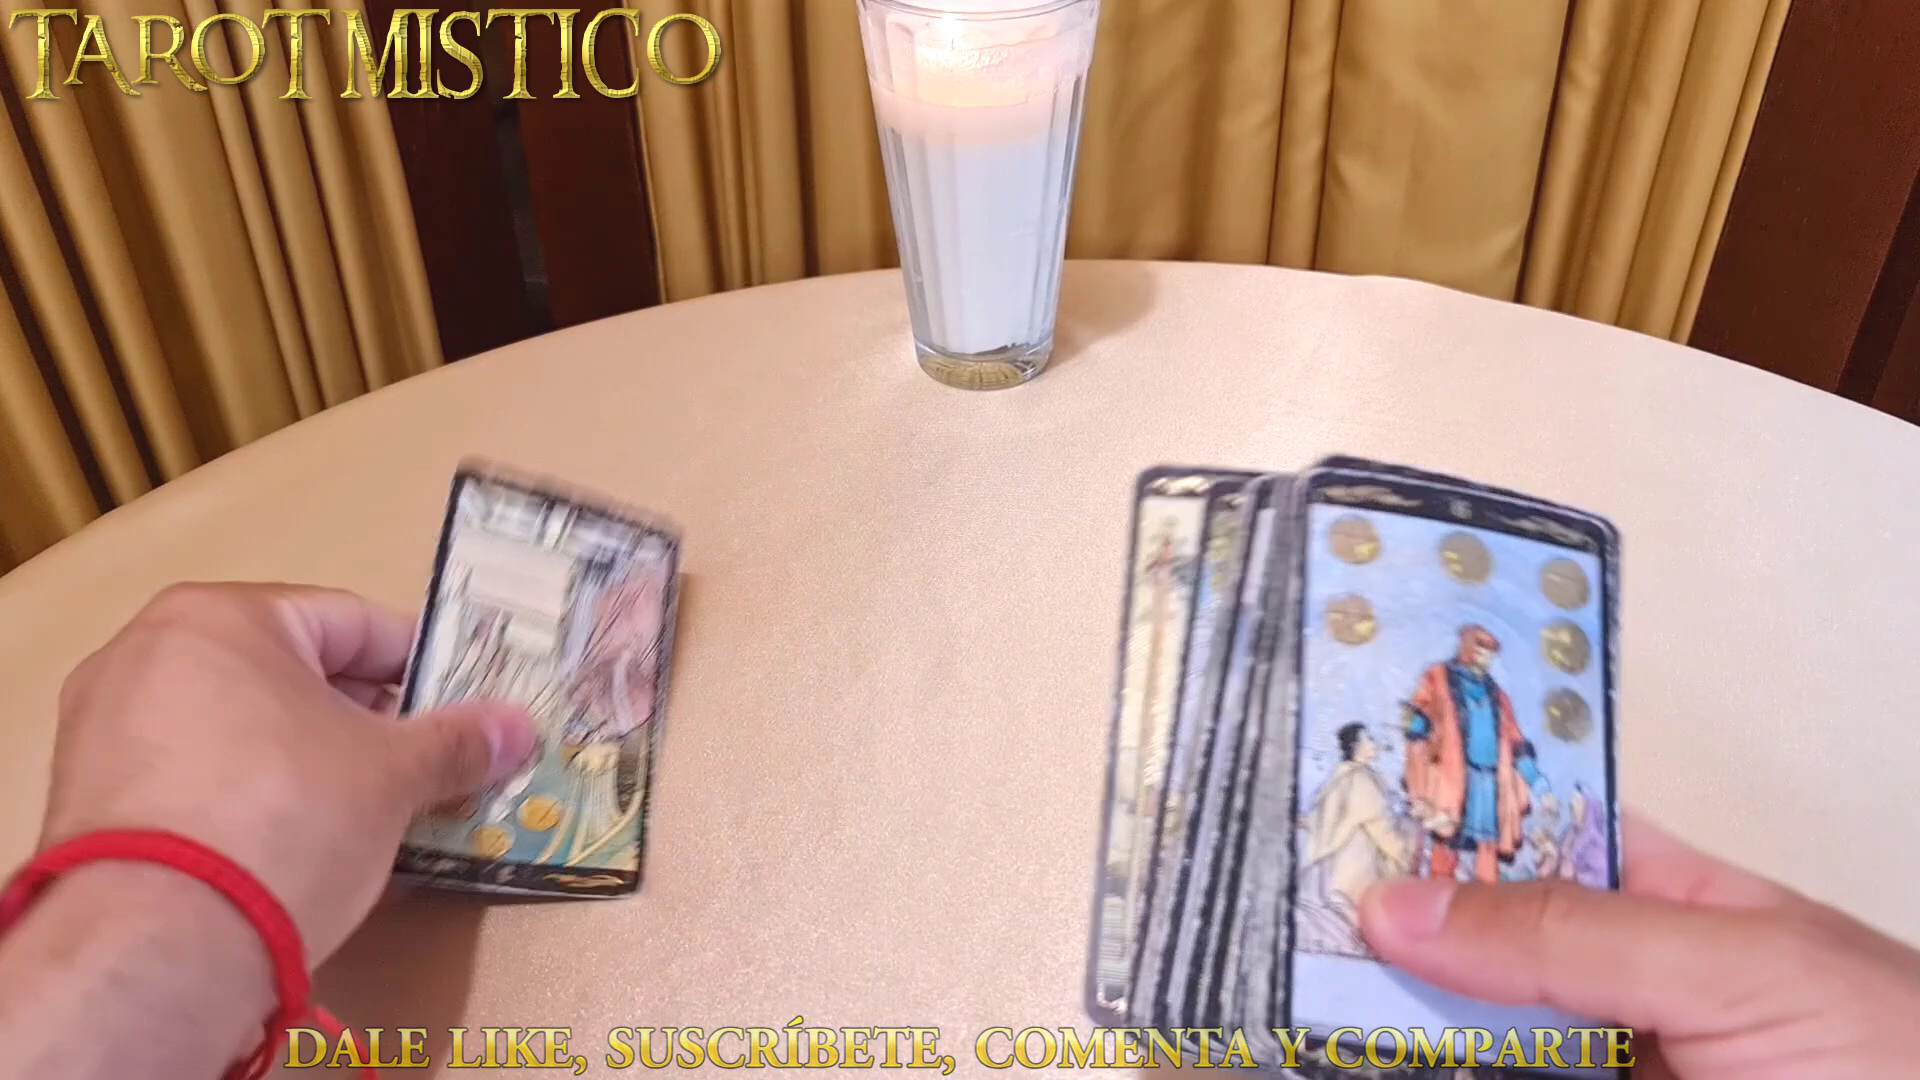 TAROT MISTICO
DALE LIKE, SUSCRÍBETE, COMENTA Y COMPARTE